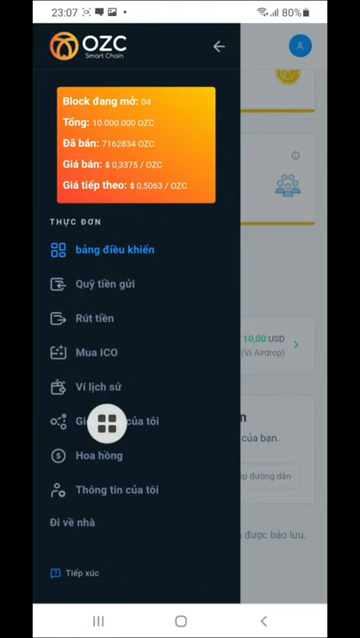 23:07
80%
OZC
Smart Chain
Block đang mở: 04
Tổng: 10.000.000 OZC
Đã bán: 7162834 OZC
Giá bán: $ 0,3375 / OZC
Giá tiếp theo: $ 0,5063 / OZC
THỰC ĐƠN
bảng điều khiển
Quỹ tiền gửi
Rút tiền
10,00 USD
(Ví Airdrop)
Mua ICO
Ví lịch sử
của tôi
của bạn.
Hoa hồng
đường dẫn
Thông tin của tôi
Đi về nhà
được bảo lưu.
Tiếp xúc